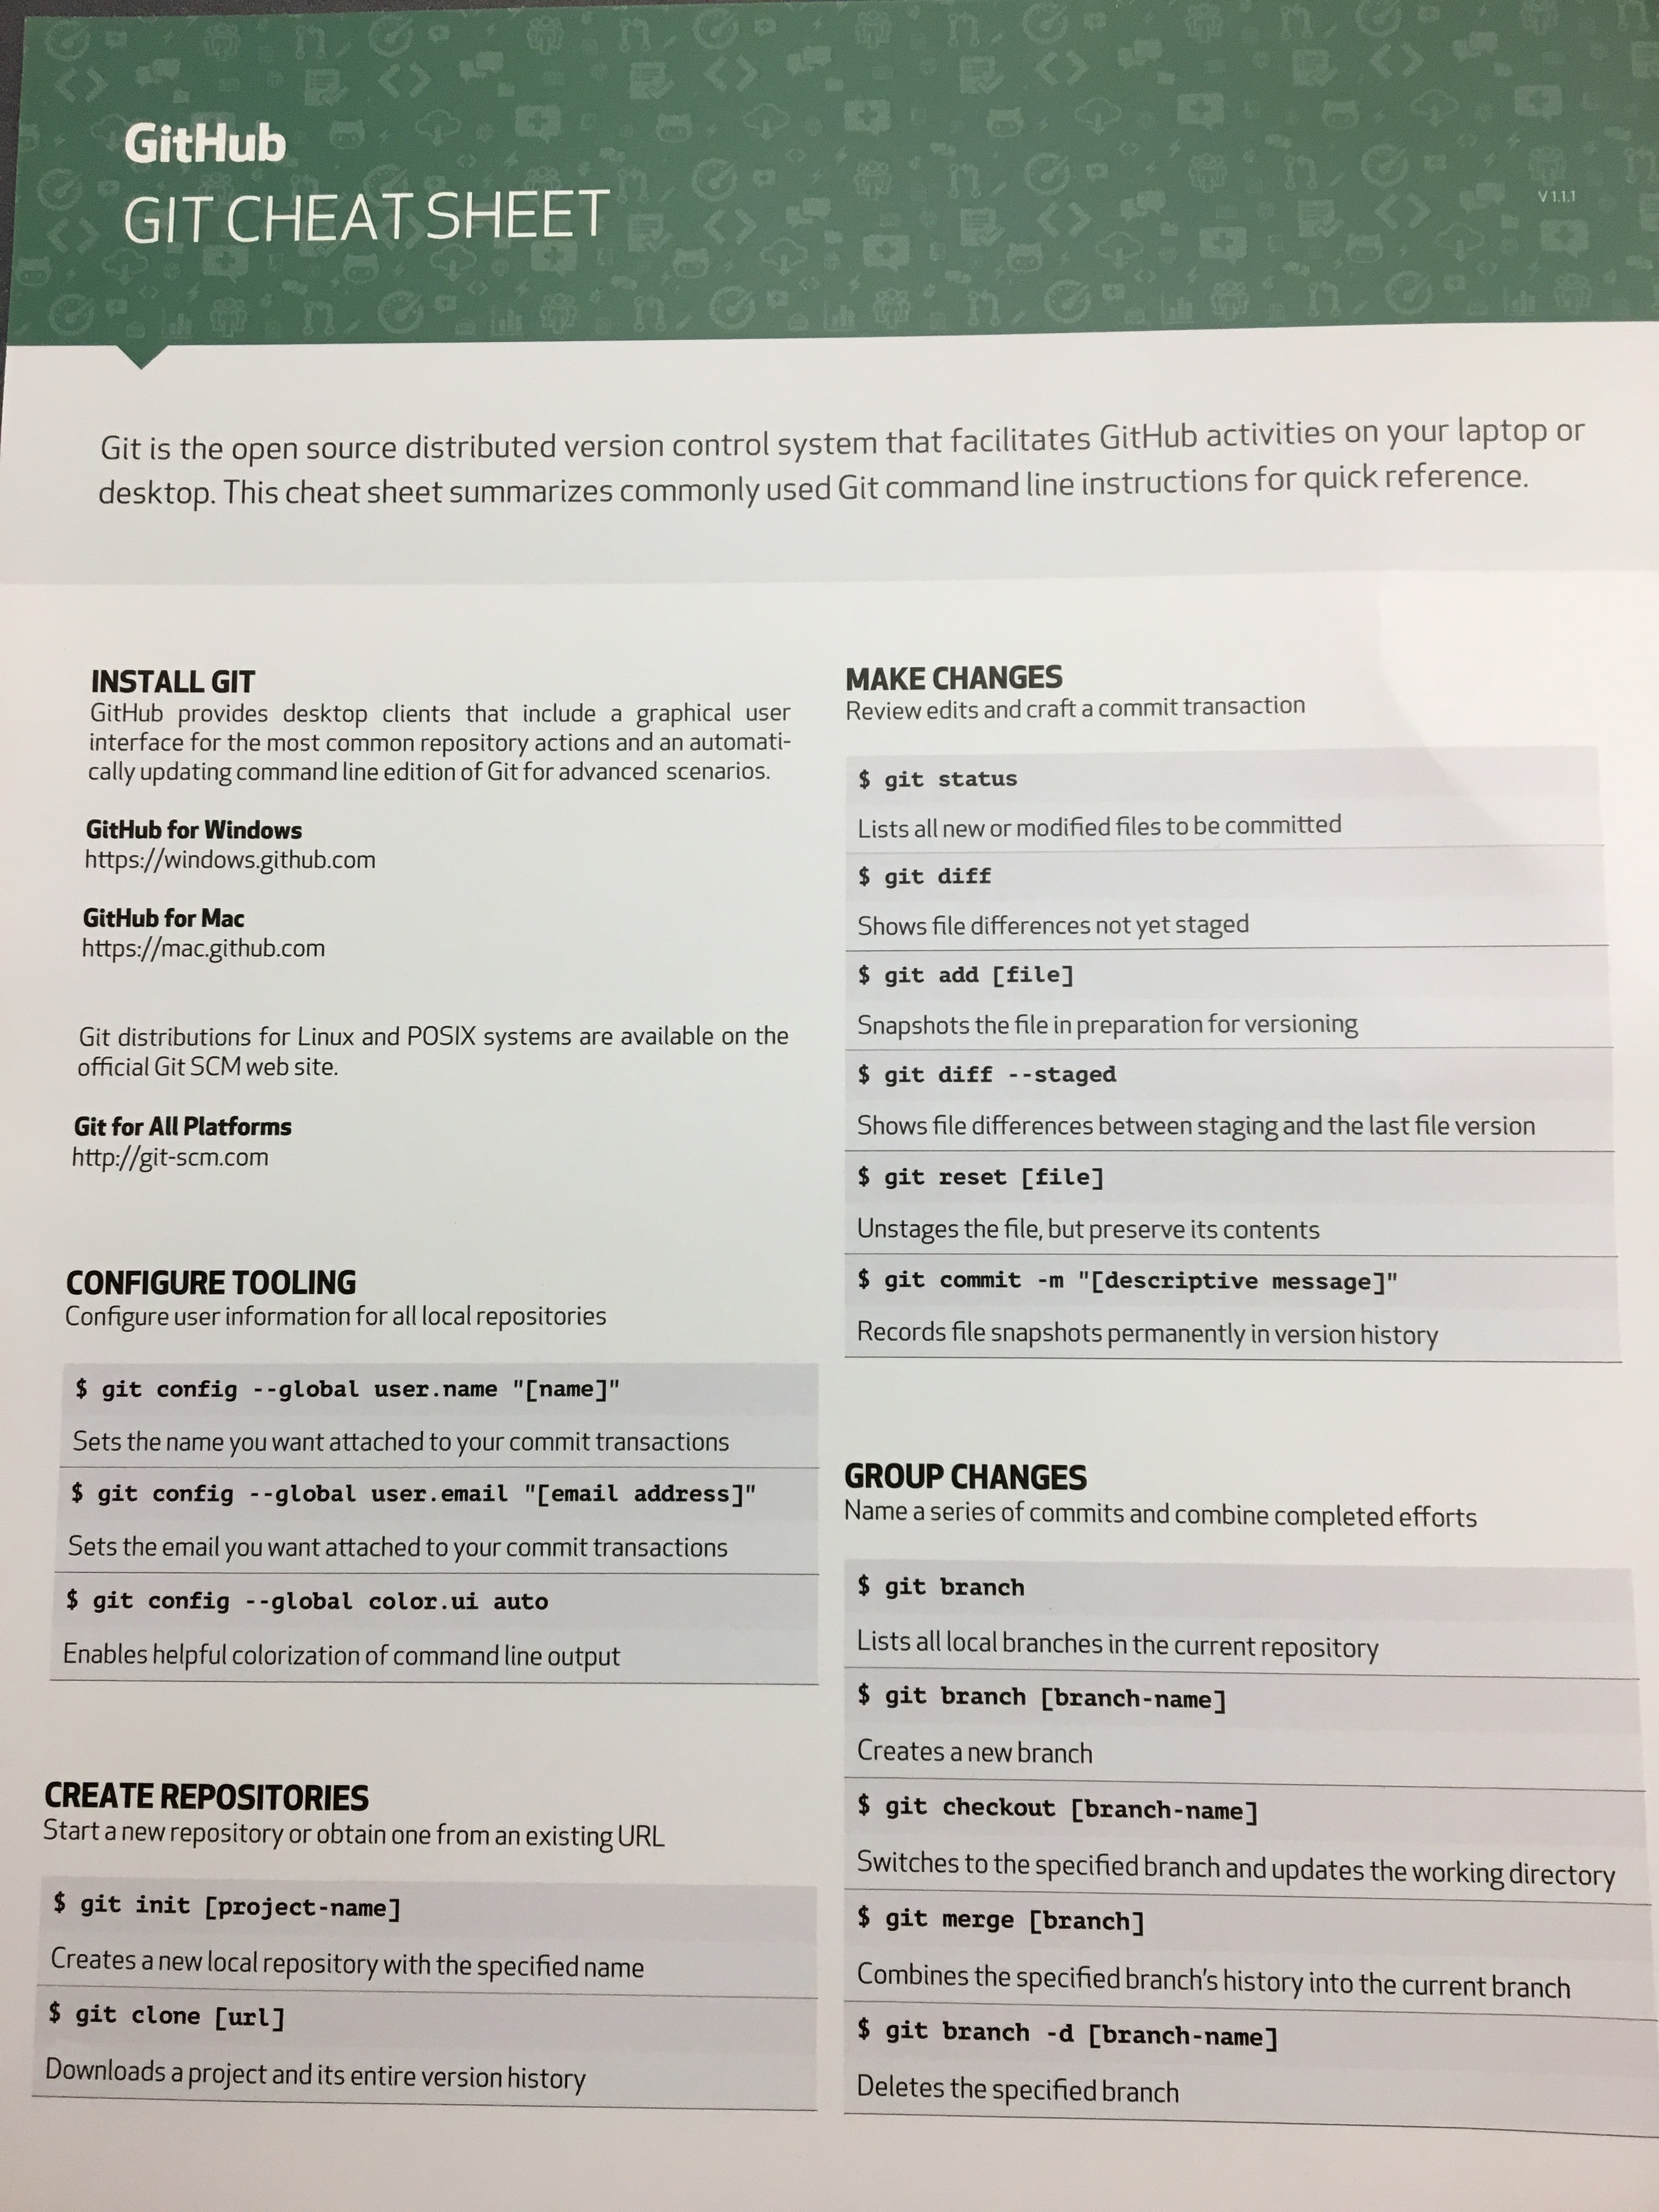 GitHub
GIT CHEAT SHEET
V 1.1.1
Git is the open source distributed version control system that facilitates GitHub activities on your laptop or
desktop. This cheat sheet summarizes commonly used Git command line instructions for quick reference.
INSTALL GIT
GitHub provides desktop clients that include a graphical user
interface for the most common repository actions and an automati-
cally updating command line edition of Git for advanced scenarios.
GitHub for Windows
https://windows.github.com
GitHub for Mac
https://mac.github.com
Git distributions for Linux and POSIX systems are available on the
official Git SCM web site.
Git for All Platforms
http://git-scm.com
CONFIGURE TOOLING
Configure user information for all local repositories
$ git config --global user.name "[name]"
Sets the name you want attached to your commit transactions
$ git config --global user.email "[email address]"
Sets the email you want attached to your commit transactions
$ git config --global color.ui auto
Enables helpful colorization of command line output
CREATE REPOSITORIES
Start a new repository or obtain one from an existing URL
$ git init [project-name]
Creates a new local repository with the specified name
$ git clone [url]
Downloads a project and its entire version history
MAKE CHANGES
Review edits and craft a commit transaction
$ git status
Lists all new or modified files to be committed
$ git diff
Shows file differences not yet staged
$ git add [file]
Snapshots the file in preparation for versioning
$ git diff --staged
Shows file differences between staging and the last file version
$ git reset [file]
Unstages the file, but preserve its contents
$ git commit -m "[descriptive message]"
Records file snapshots permanently in version history
GROUP CHANGES
Name a series of commits and combine completed efforts
$ git branch
Lists all local branches in the current repository
$ git branch [branch-name]
Creates a new branch
$ git checkout [branch-name]
Switches to the specified branch and updates the working directory
$ git merge [branch]
Combines the specified branch's history into the current branch
$ git branch -d [branch-name]
Deletes the specified branch